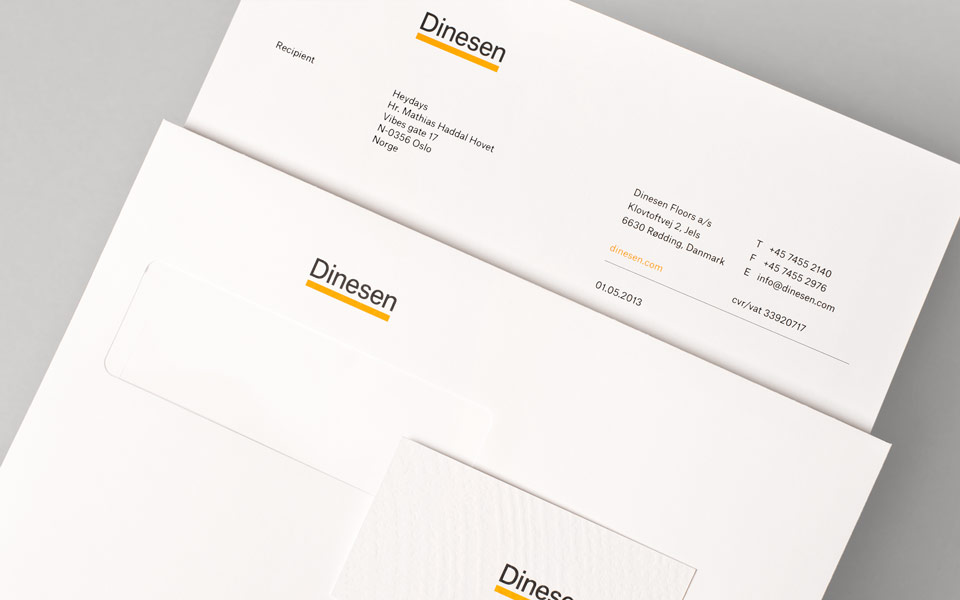 Dinesen
Recipient
Heydays
Hr. Mathias Haddal Hovet
Vibes gate 17
N-0356 Oslo
Norge
Dinesen Floors a/s
Klovtoftvej 2, Jels
6630 Rødding, Danmark
dinesen.com
T +45 7455 2140
F +45 7455 2976
E info@dinesen.com
01.05.2013
cvr/vat 33920717
Dinesen
Dinesen